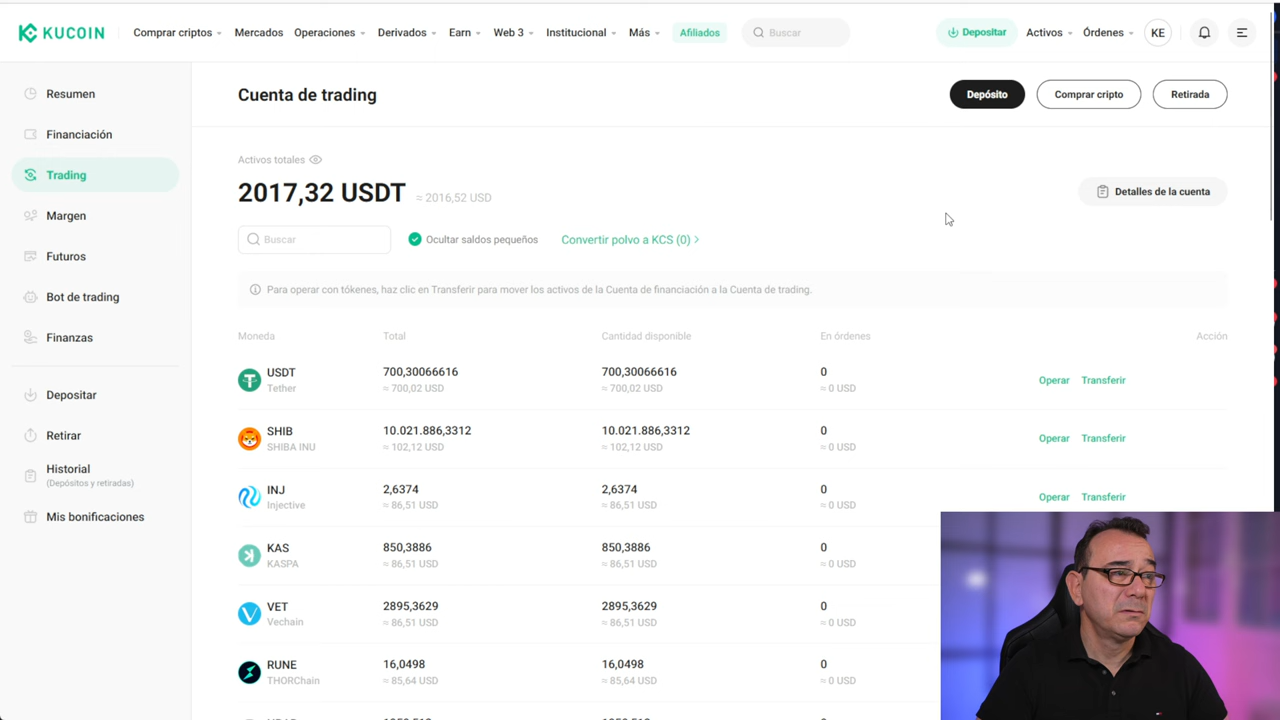 KUCOIN
Comprar criptos
Mercados
Operaciones
Derivados
Earn
Web 3
Institucional
Más
Afiliados
Buscar
Depositar
Activos
Órdenes
KE
Resumen
Financiación
Trading
Margen
Futuros
Bot de trading
Finanzas
Depositar
Retirar
Historial
(Depósitos y retiradas)
Mis bonificaciones
Cuenta de trading
Depósito
Comprar cripto
Retirada
Activos totales
2017,32 USDT ≈ 2016,52 USD
Detalles de la cuenta
Buscar
Ocultar saldos pequeños
Convertir polvo a KCS (0) >
Para operar con tókenes, haz clic en Transferir para mover los activos de la Cuenta de financiación a la Cuenta de trading.
Moneda Total Cantidad disponible En órdenes Acción
USDT 700,30066616 700,30066616 0
Tether ≈ 700,02 USD ≈ 700,02 USD ≈ 0 USD
Operar Transferir
SHIB 10.021.886,3312 10.021.886,3312 0
SHIBA INU ≈ 102,12 USD ≈ 102,12 USD ≈ 0 USD
Operar Transferir
INJ 2,6374 2,6374 0
Injective ≈ 86,51 USD ≈ 86,51 USD ≈ 0 USD
Operar Transferir
KAS 850,3886 850,3886 0
KASPA ≈ 86,51 USD ≈ 86,51 USD ≈ 0 USD
VET 2895,3629 2895,3629 0
Vechain ≈ 86,51 USD ≈ 86,51 USD ≈ 0 USD
RUNE 16,0498 16,0498 0
THORChain ≈ 85,64 USD ≈ 85,64 USD ≈ 0 USD